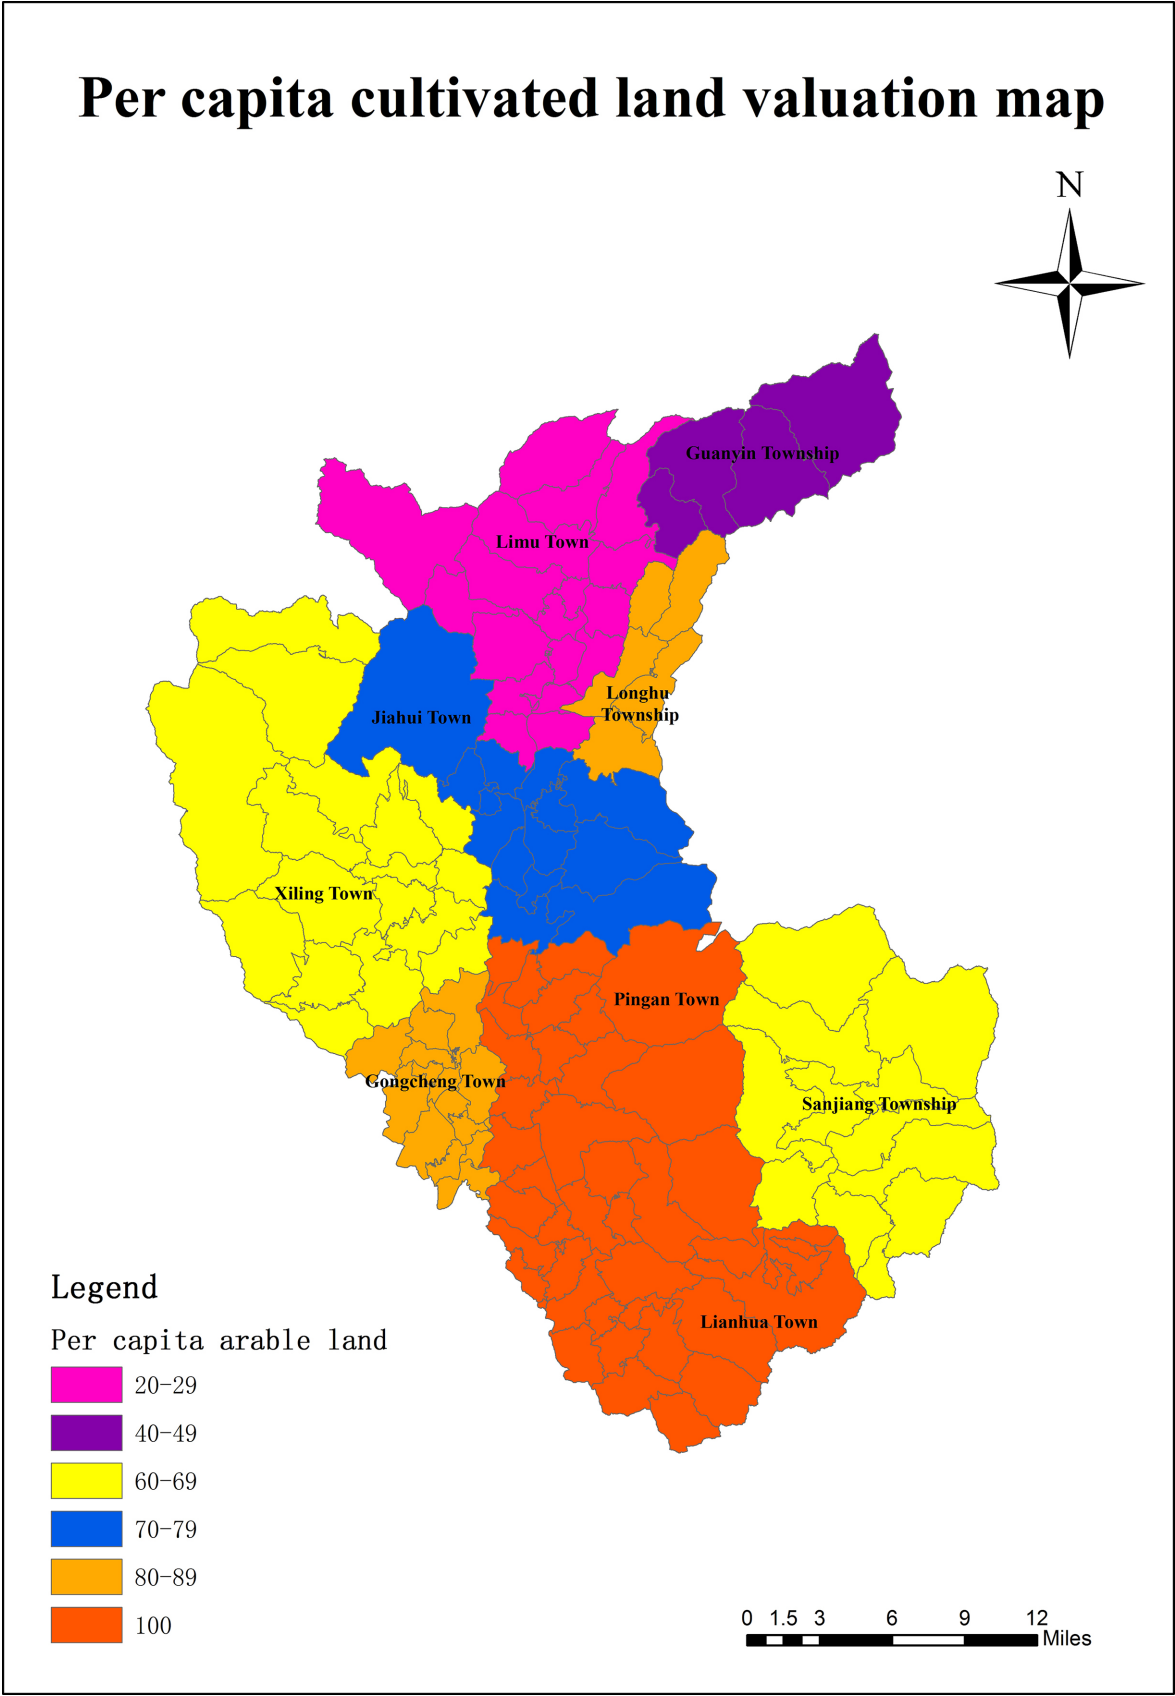 Per capita cultivated land valuation map
N
Guanyin Township
Limu Town
Longhu
Township
Jiahui Town
Xiling Town
Pingan Town
Gongcheng Town
Sanjiang Township
Lianhua Town
Legend
Per capita arable land
20-29
40-49
60-69
70-79
80-89
100
0 1.5 3 6 9 12
Miles